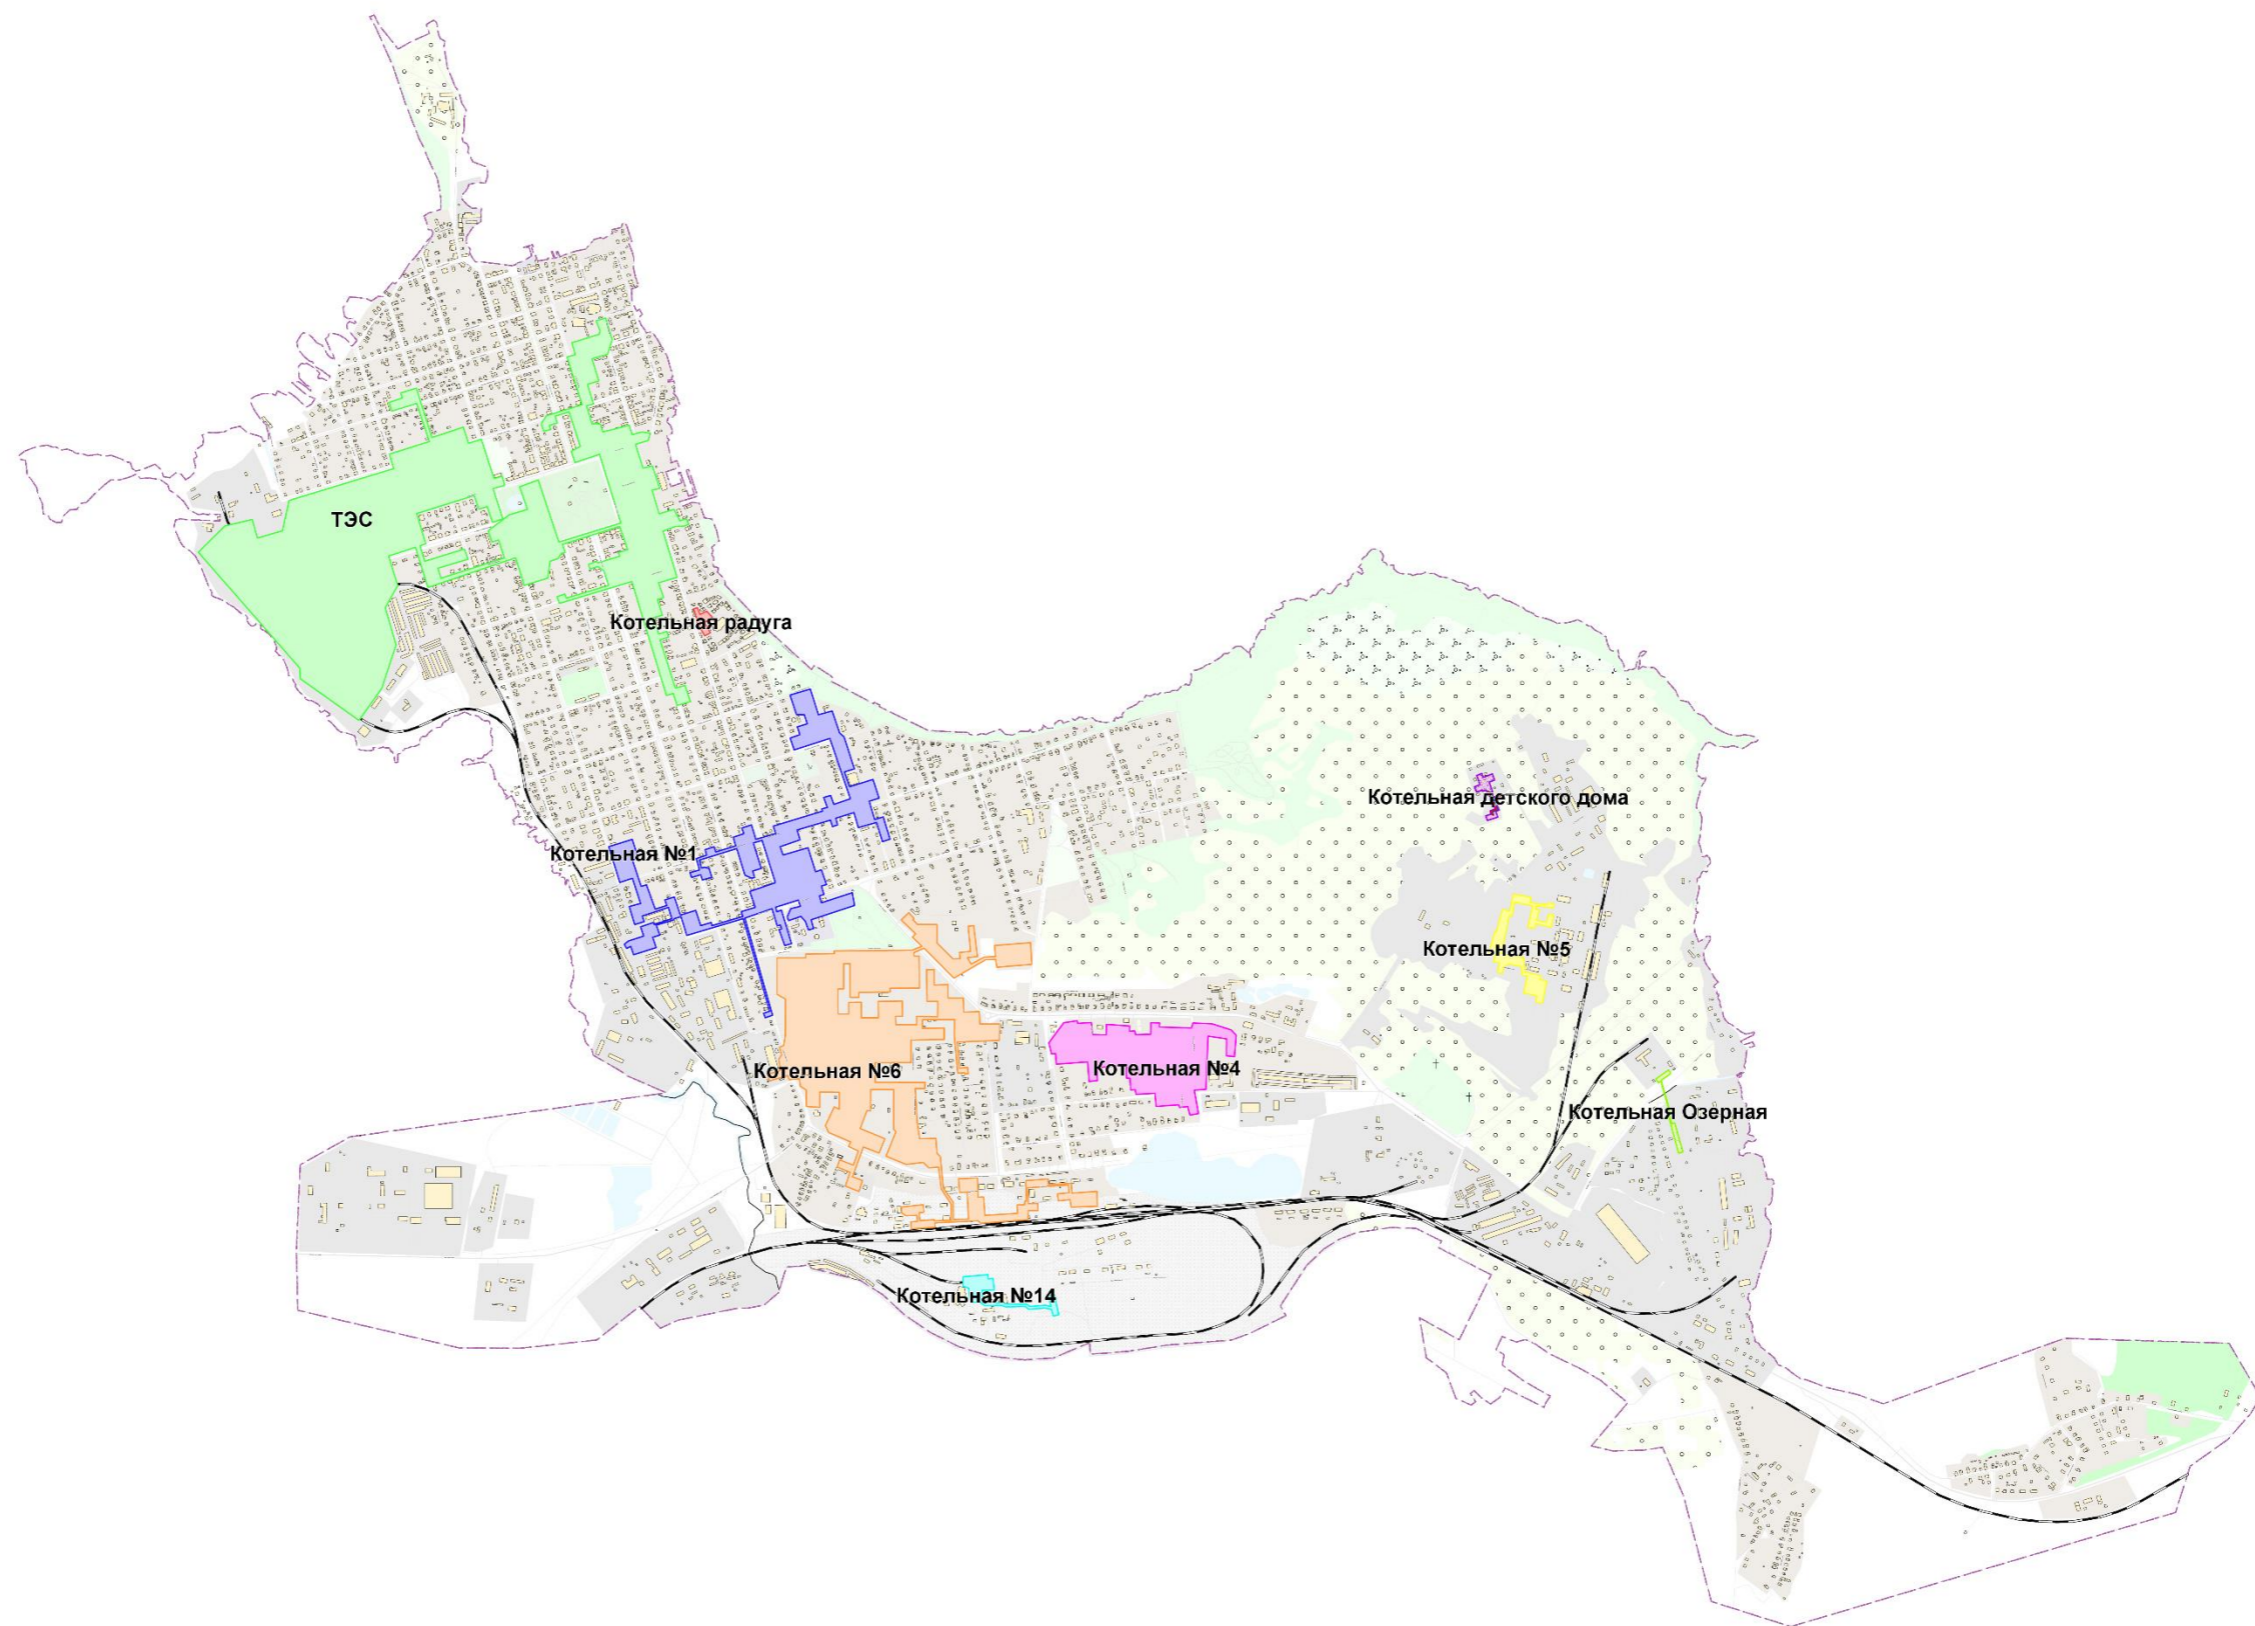 ТЭС
Котельная радуга
Котельная детского дома
Котельная №1
Котельная №5
Котельная №6
Котельная №4
Котельная Озерная
Котельная №14